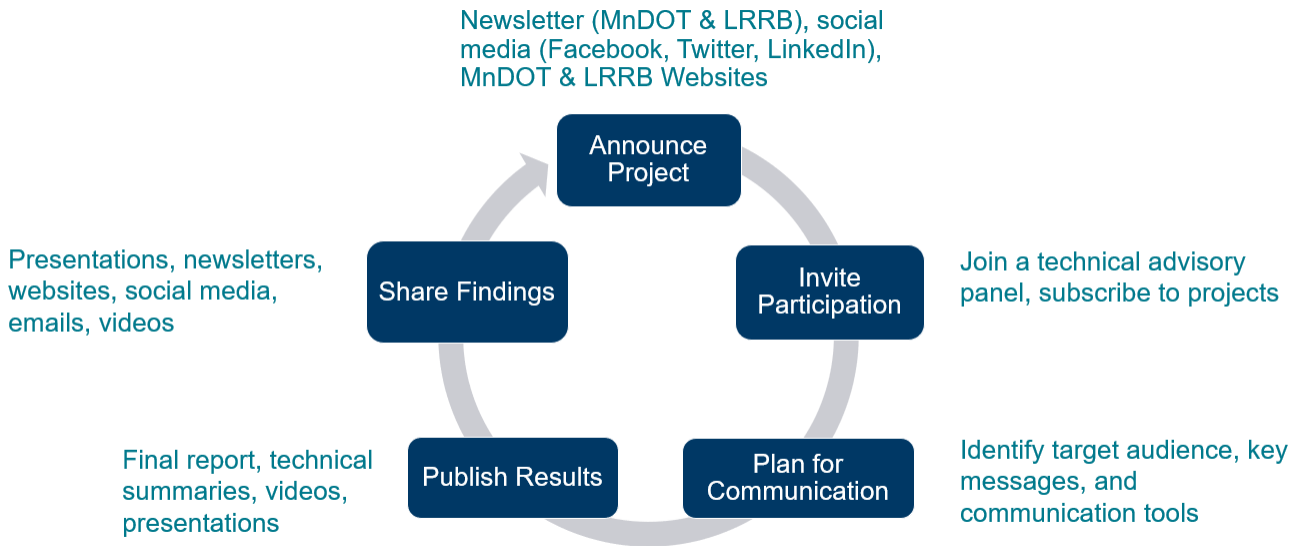 Newsletter (MnDOT & LRRB), social
media (Facebook, Twitter, LinkedIn),
MnDOT & LRRB Websites
Announce
Project
Invite
Participation
Join a technical advisory
panel, subscribe to projects
Plan for
Communication
Identify target audience, key
messages, and
communication tools
Publish Results
Final report, technical
summaries, videos,
presentations
Share Findings
Presentations, newsletters,
websites, social media,
emails, videos